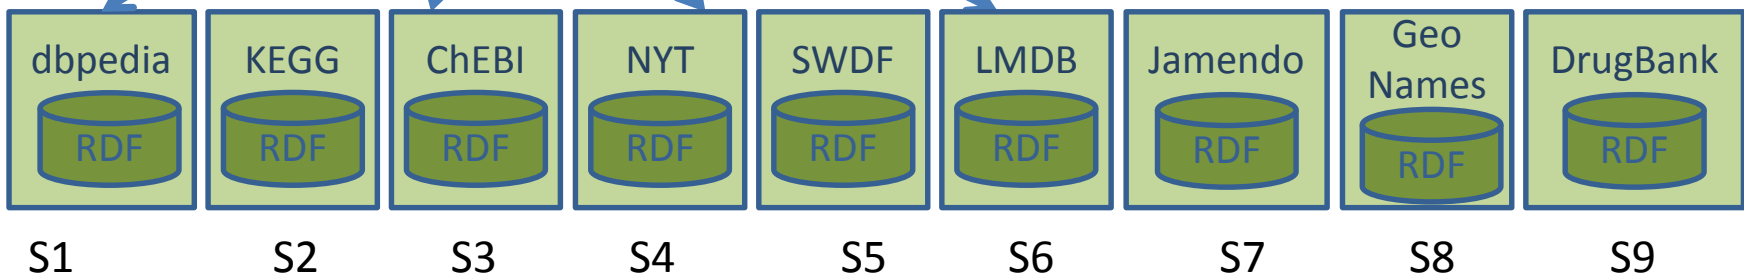 dbpedia
RDF
KEGG
RDF
ChEBI
RDF
NYT
RDF
SWDF
RDF
LMDB
RDF
Jamendo
RDF
Geo
Names
RDF
DrugBank
RDF
S1
S2
S3
S4
S5
S6
S7
S8
S9